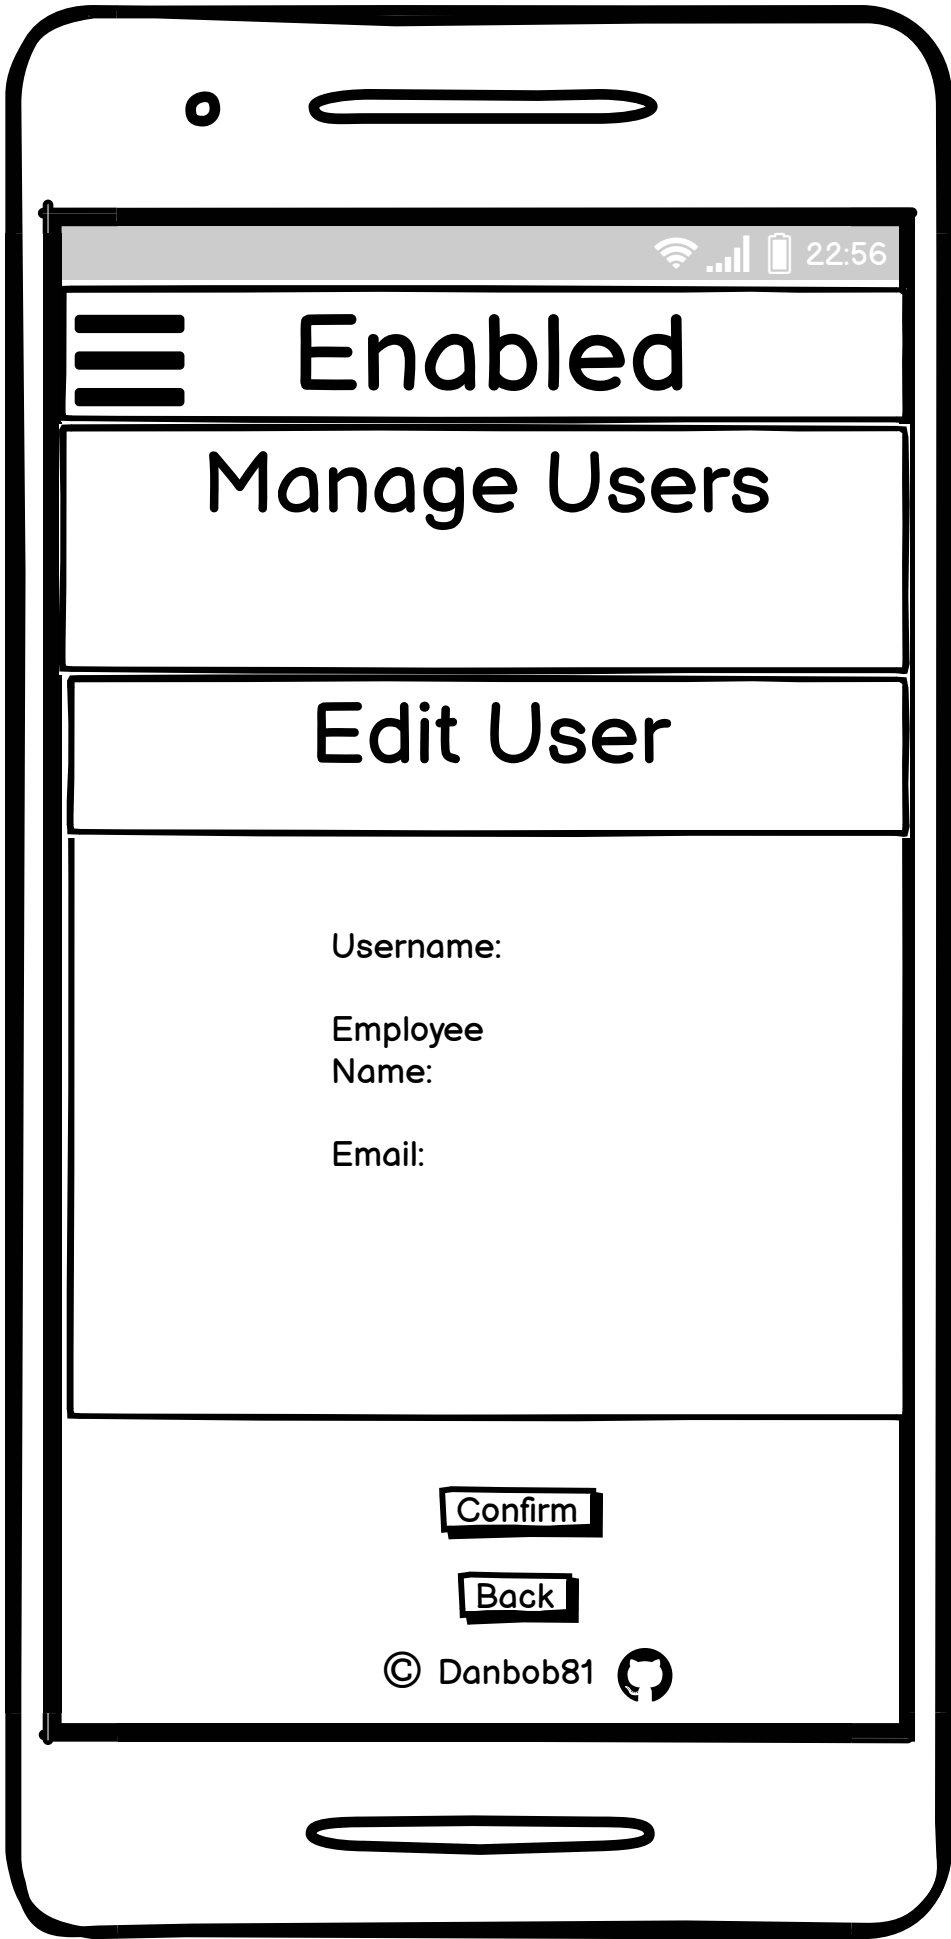 22:56
Enabled
Manage Users
Edit User
Username:
Employee
Name:
Email:
Confirm
Back
© Danbob81